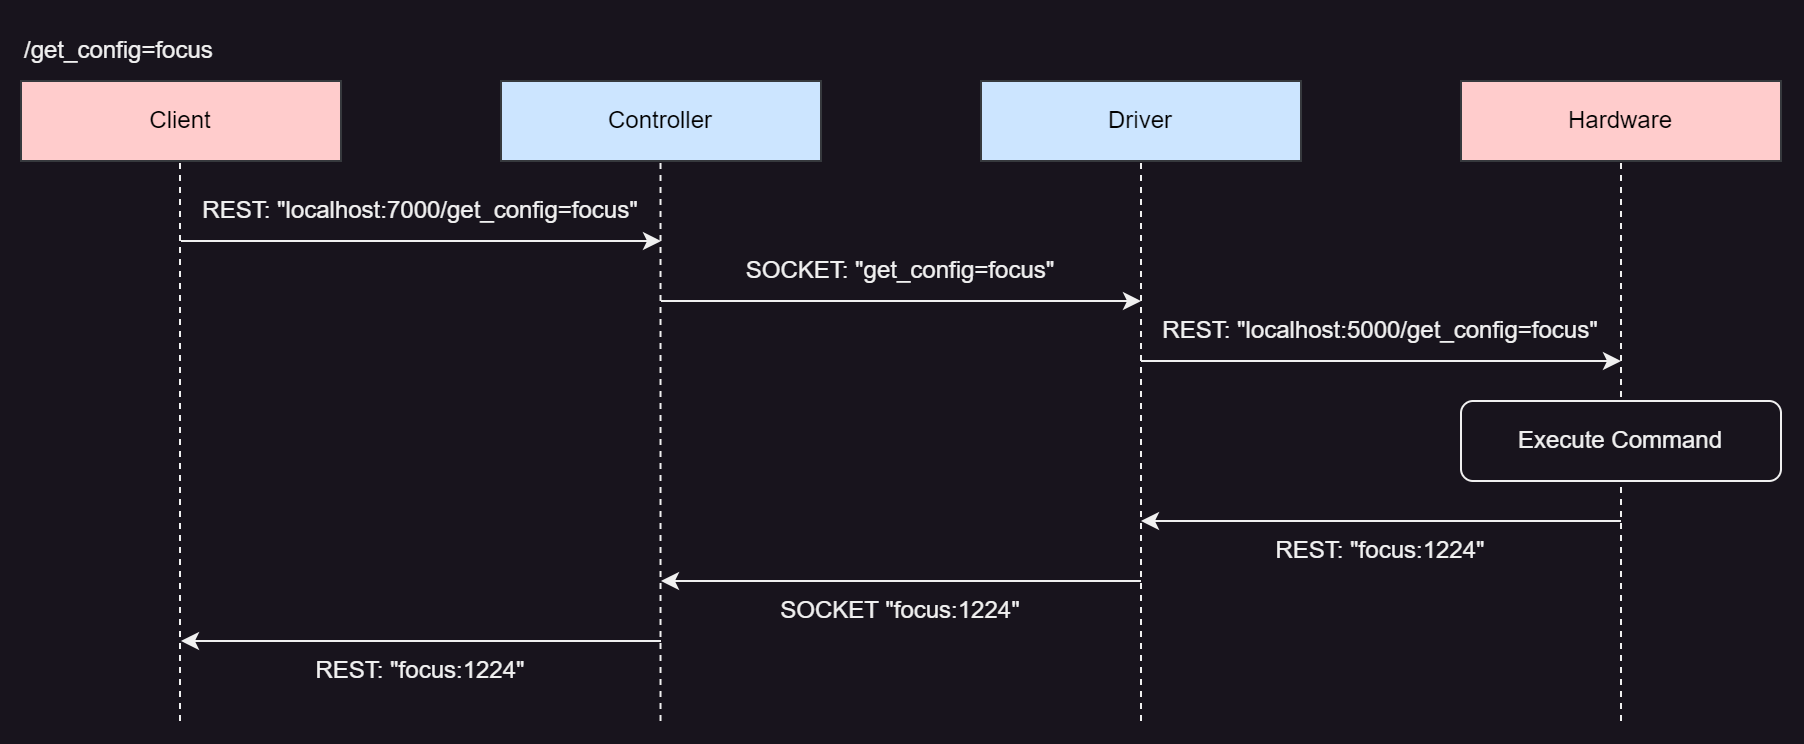 /get_config=focus
Client
Controller
Driver
Hardware
REST: "localhost:7000/get_config=focus"
SOCKET: "get_config=focus"
REST: "localhost:5000/get_config=focus"
Execute Command
REST: "focus:1224"
SOCKET "focus:1224"
REST: "focus:1224"